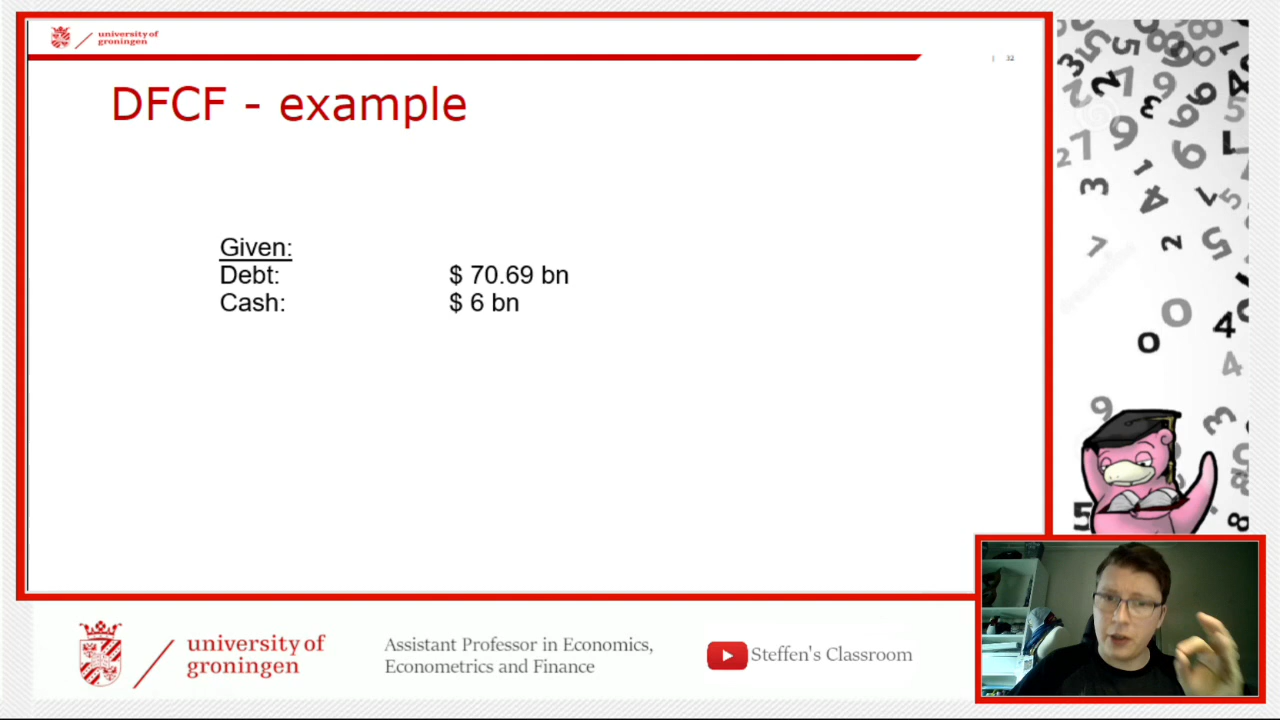 university of
groningen
| 32
DFCF - example
Given:
Debt: $ 70.69 bn
Cash: $ 6 bn
university of
groningen
Assistant Professor in Economics,
Econometrics and Finance
Steffen's Classroom